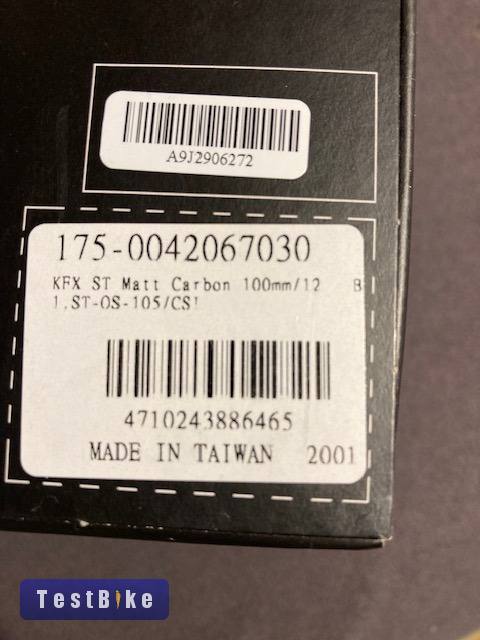 A9J2906272
175-0042067030
KFX ST Matt Carbon 100mm/12 B
1.ST-OS-105/CS!
4710243886465
MADE IN TAIWAN 2001
TestBike